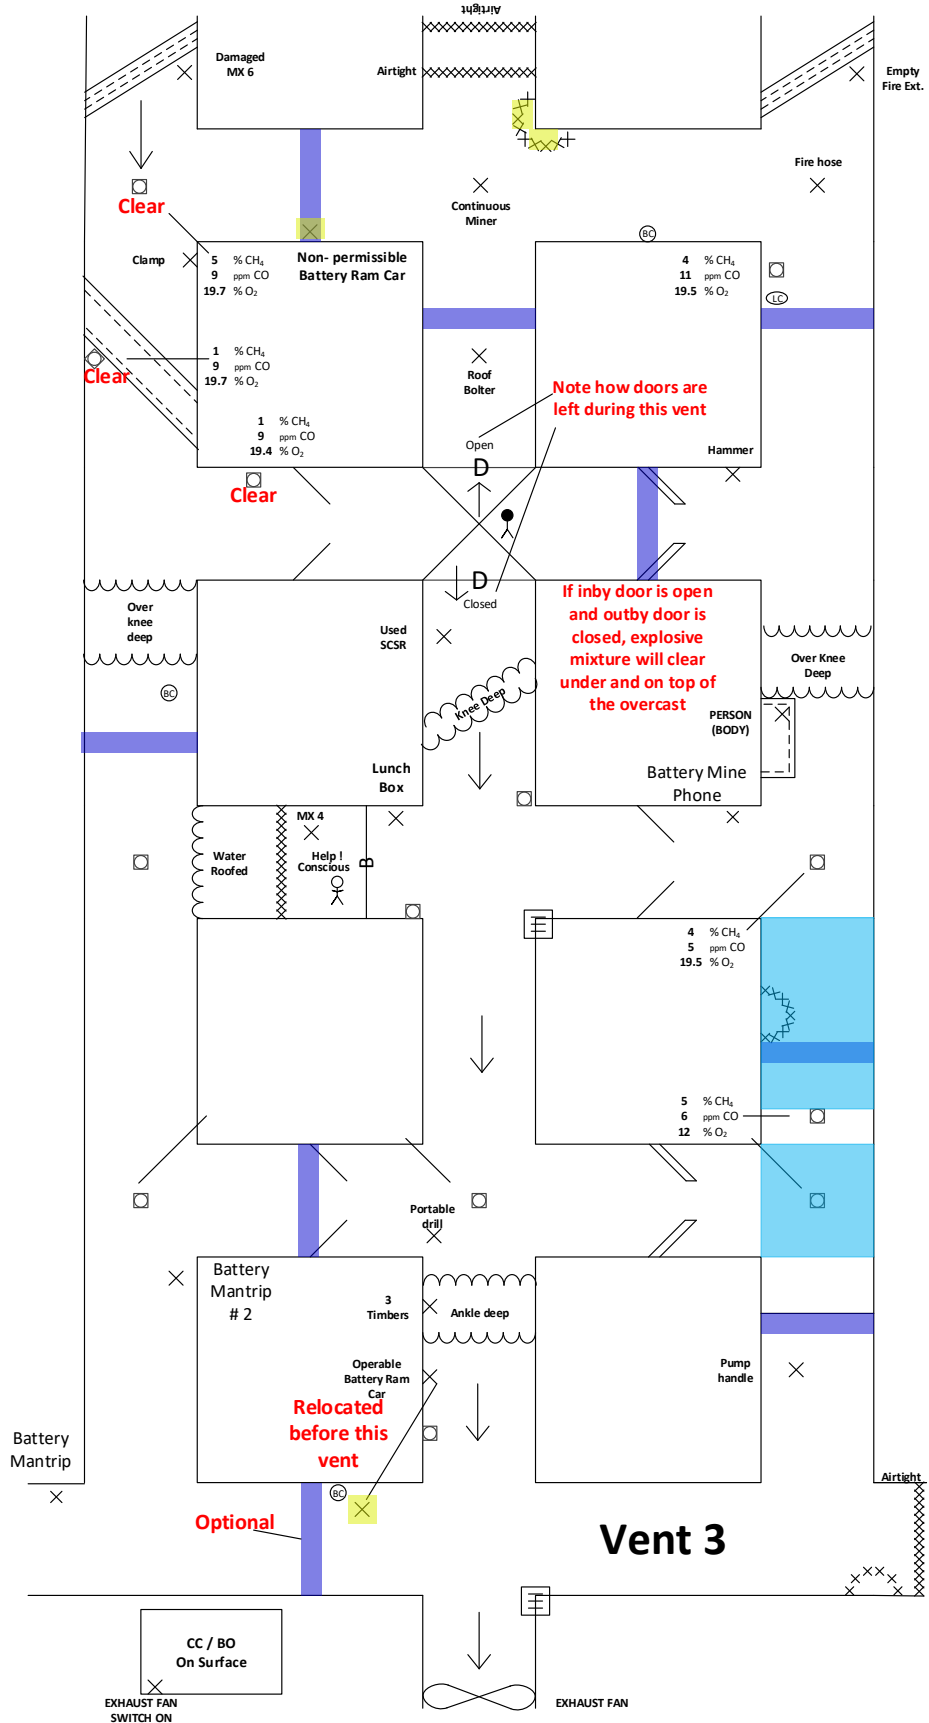 Airtight
Damaged
MX 6
Airtight
Empty
Fire Ext.
Fire hose
Clear
Continuous
Miner
BC
Clamp
5 % CH₄
9 ppm CO
19.7 % O₂
Non- permissible
Battery Ram Car
4 % CH₄
11 ppm CO
19.5 % O₂
LC
1 % CH₄
9 ppm CO
19.7 % O₂
Clear
Roof
Bolter
Note how doors are
left during this vent
1 % CH₄
9 ppm CO
19.4 % O₂
Open
Hammer
D
Clear
D
Closed
If inby door is open
and outby door is
closed, explosive
mixture will clear
under and on top of
the overcast
Over
knee
deep
Used
SCSR
Over Knee
Deep
BC
Knee Deep
PERSON
(BODY)
Lunch
Box
Battery Mine
Phone
MX 4
Water
Roofed
Help !
Conscious
B
4 % CH₄
5 ppm CO
19.5 % O₂
5 % CH₄
6 ppm CO
12 % O₂
Portable
drill
Battery
Mantrip
# 2
3
Timbers
Ankle deep
Operable
Battery Ram
Car
Pump
handle
Relocated
before this
vent
Battery
Mantrip
Airtight
BC
Optional
Vent 3
CC / BO
On Surface
EXHAUST FAN
SWITCH ON
EXHAUST FAN